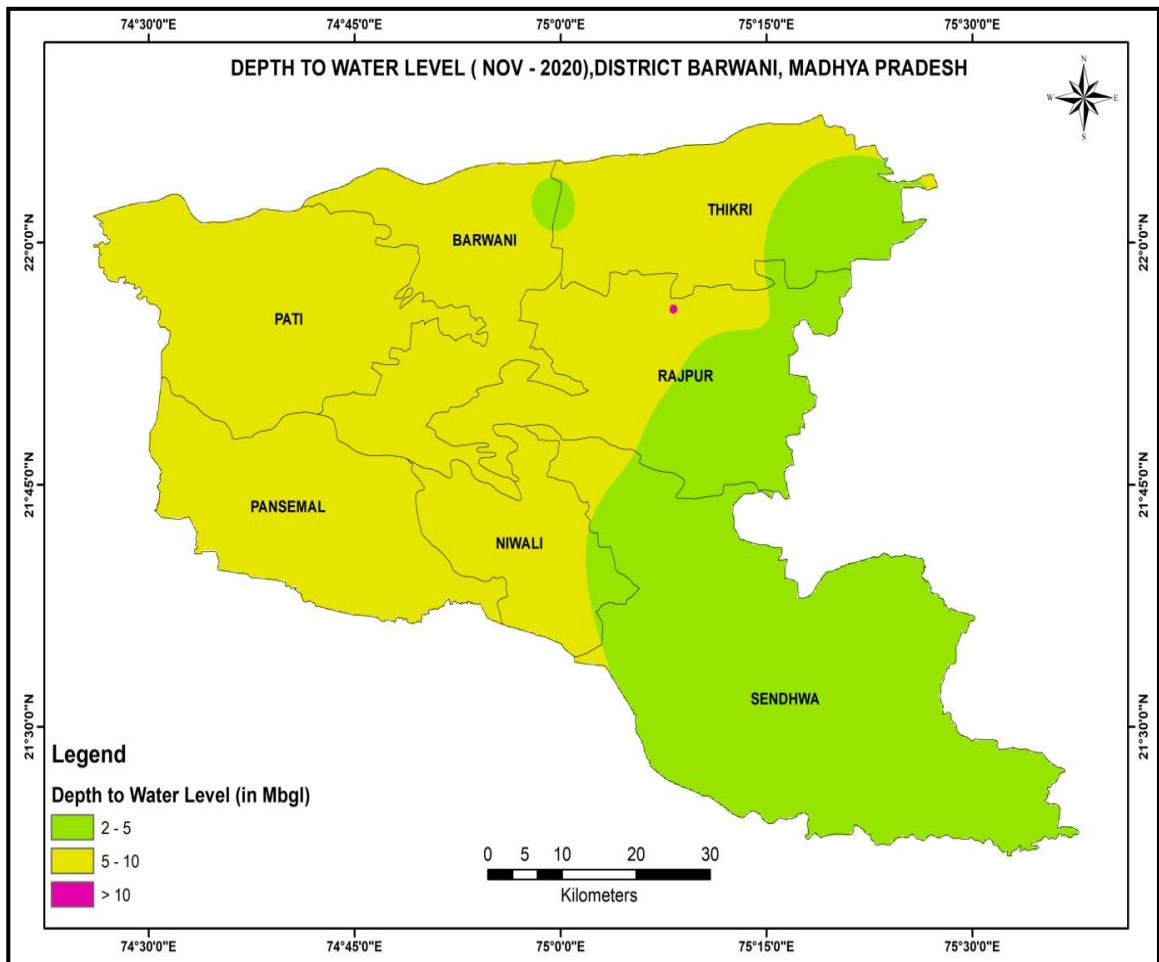 74°30'0"E 74°45'0"E 75°0'0"E 75°15'0"E 75°30'0"E
DEPTH TO WATER LEVEL ( NOV - 2020),DISTRICT BARWANI, MADHYA PRADESH
N
W E
S
THIKRI
BARWANI
22°0'0"N 22°0'0"N
PATI
RAJPUR
21°45'0"N 21°45'0"N
PANSEMAL
NIWALI
SENDHWA
21°30'0"N 21°30'0"N
Legend
Depth to Water Level (in Mbgl)
2 - 5
5 - 10
> 10
0 5 10 20 30
Kilometers
74°30'0"E 74°45'0"E 75°0'0"E 75°15'0"E 75°30'0"E